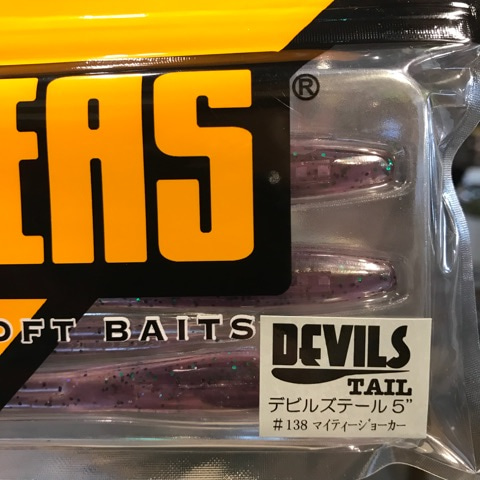 EAS®
OFT BAITS
DEVILS
TAIL
デビルズテール 5”
#138 マイティージョーカー